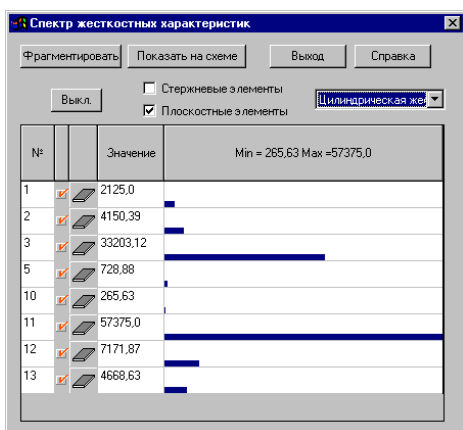 Спектр жесткостных характеристик
Фрагментировать Показать на схеме Выход Справка
Выкл. Стержневые элементы
Плоскостные элементы
Цилиндрическая же
№ Значение Min = 265,63 Max =57375,0
1 2125,0
2 4150,39
3 33203,12
5 728,88
10 265,63
11 57375,0
12 7171,87
13 4668,63